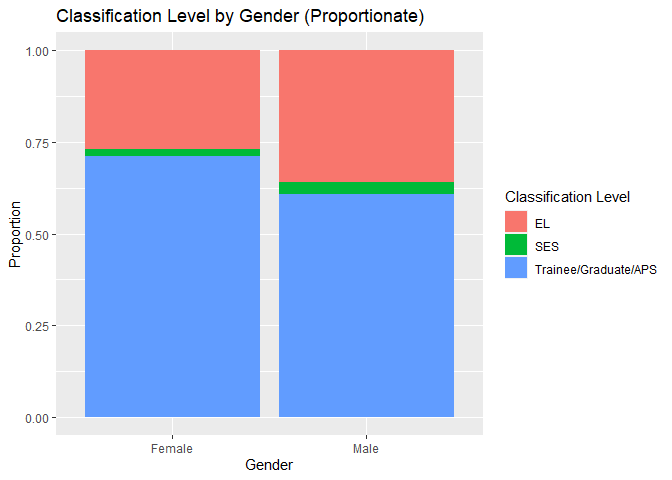 Classification Level by Gender (Proportionate)
1.00
0.75
0.50
0.25
0.00
Proportion
Female Male
Gender
Classification Level
EL
SES
Trainee/Graduate/APS